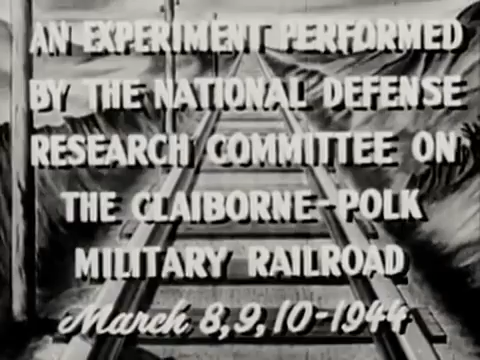 AN EXPERIMENT PERFORMED
BY THE NATIONAL DEFENSE
RESEARCH COMMITTEE ON
THE CLAIBORNE-POLK
MILITARY RAILROAD
March 8, 9, 10-1944